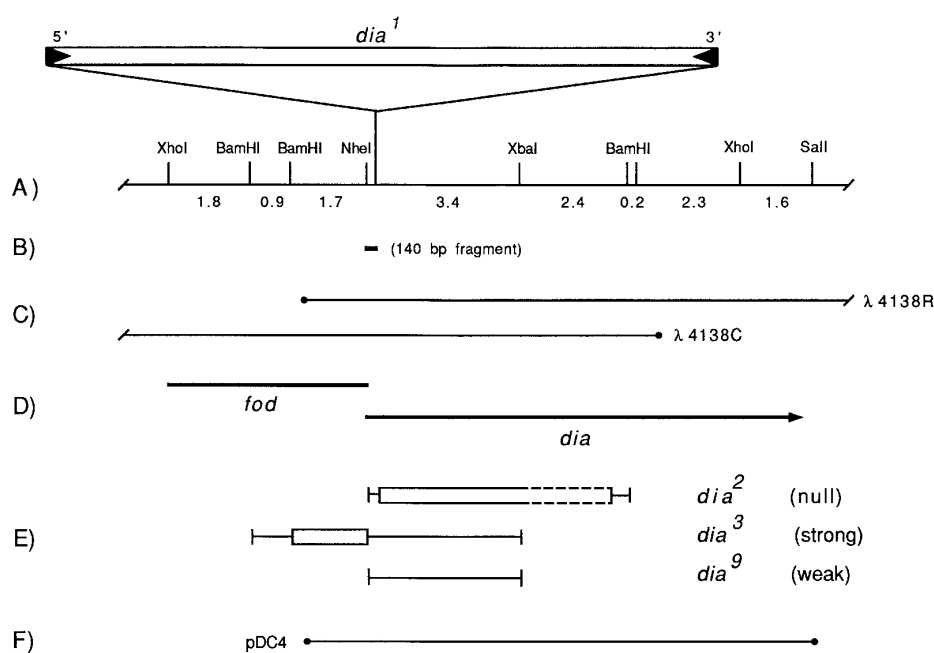 5' dia¹ 3'
XhoI BamHI BamHI NheI XbaI BamHI XhoI SalI
A)
1.8 0.9 1.7 3.4 2.4 0.2 2.3 1.6
B) (140 bp fragment)
λ 4138R
C)
λ 4138C
fod
D)
dia
dia² (null)
E) dia³ (strong)
dia⁹ (weak)
F) pDC4